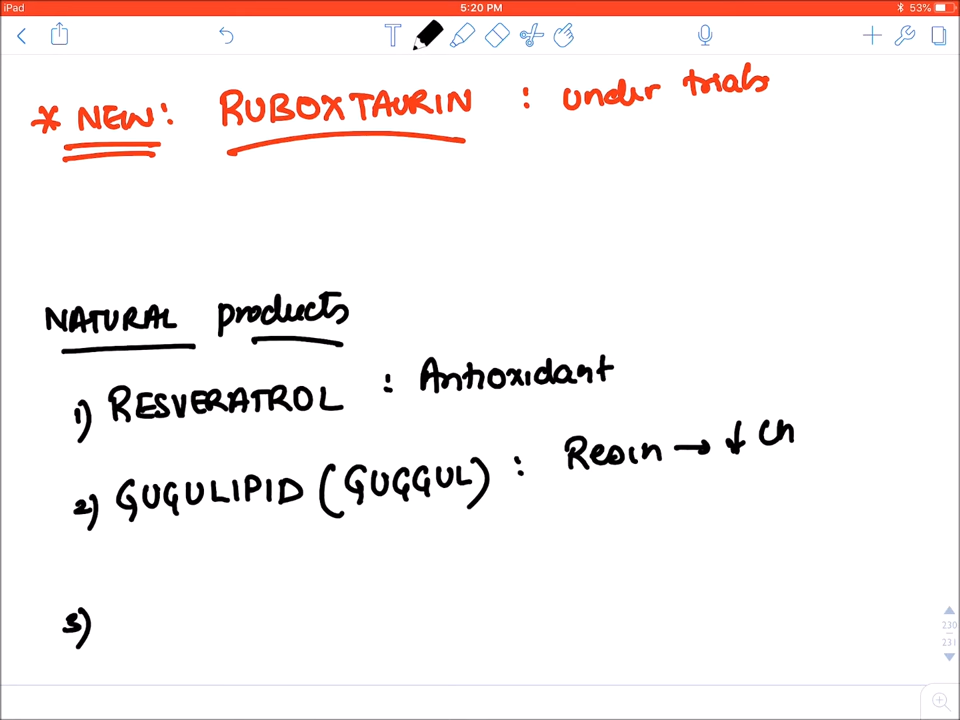 iPad 5:20 PM 53%
T
* NEW: RUBOXTAURIN : under trials
NATURAL products
1) RESVERATROL : Antioxidant
2) GUGULIPID (GUGGUL) : Resin → ↓ Ch
3)
230
231